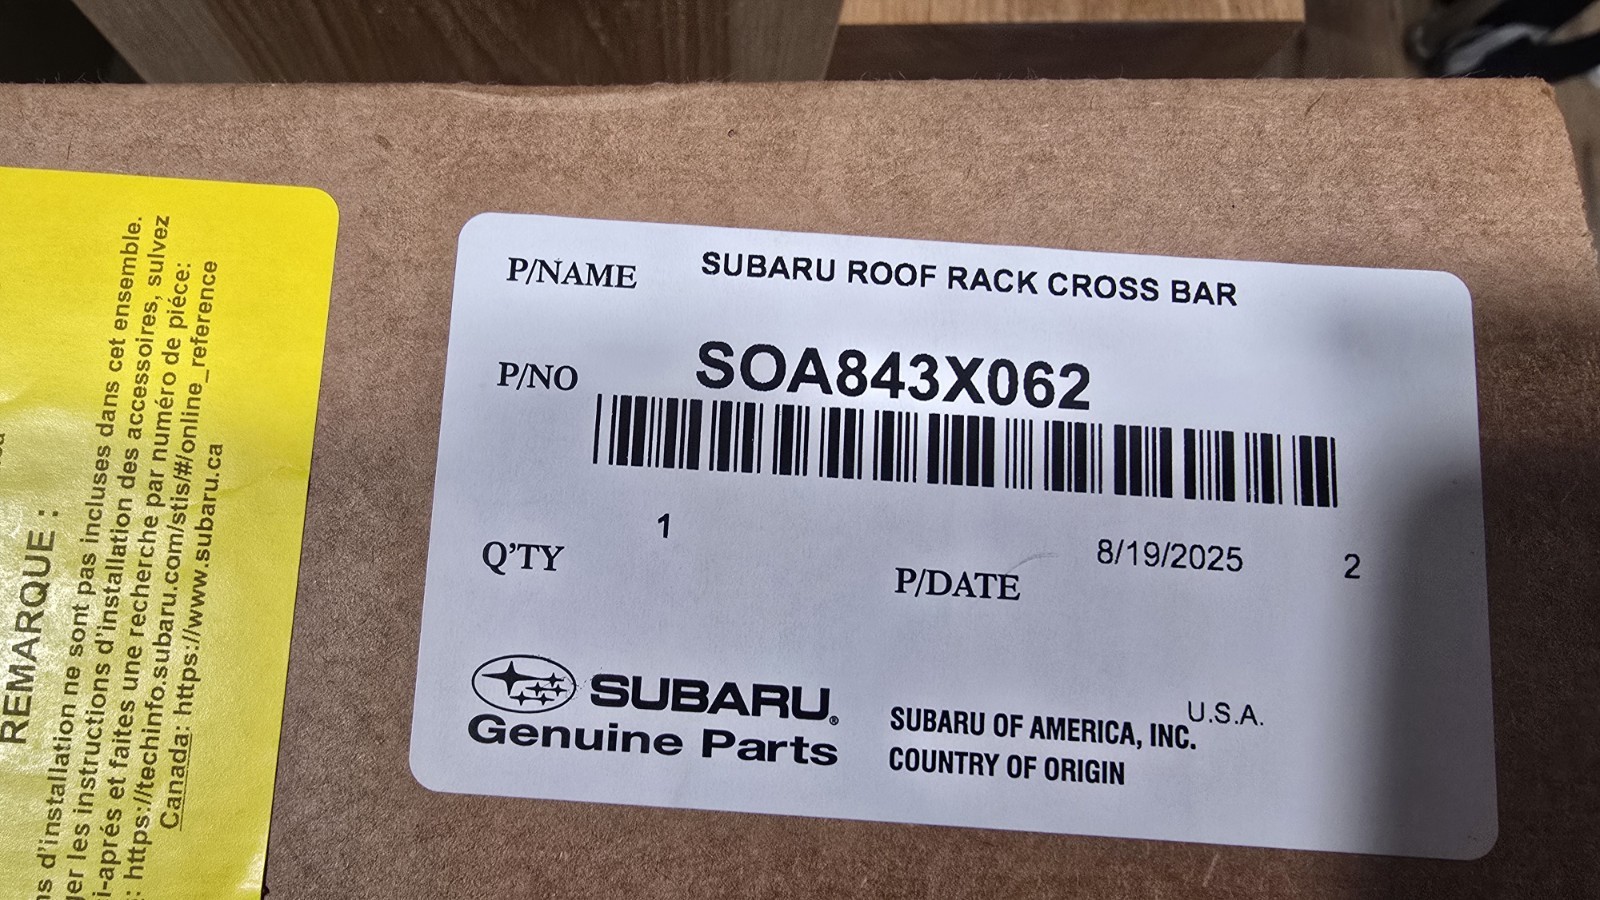 P/NAME SUBARU ROOF RACK CROSS BAR
P/NO SOA843X062
Q'TY 1
P/DATE 8/19/2025 2
SUBARU®
Genuine Parts
SUBARU OF AMERICA, INC. U.S.A.
COUNTRY OF ORIGIN
REMARQUE :
d'installation ne sont pas incluses dans cet ensemble.
les instructions d'installation des accessoires, suivez
i-aprés et faites une recherche par numéro de piéce:
: https://techinfo.subaru.com/stis/#/online_reference
Canada: https://www.subaru.ca